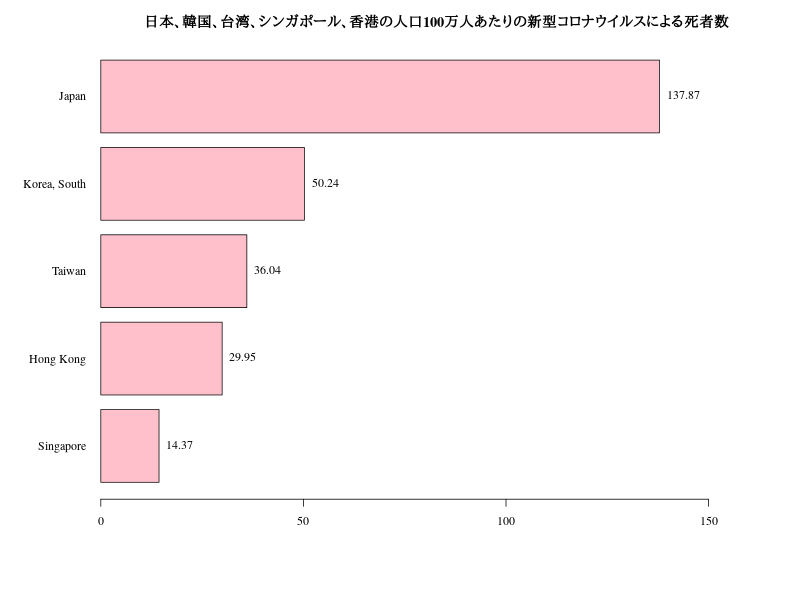 日本、韓国、台湾、シンガポール、香港の人口100万人あたりの新型コロナウイルスによる死者数
Japan 137.87
Korea, South 50.24
Taiwan 36.04
Hong Kong 29.95
Singapore 14.37
0 50 100 150